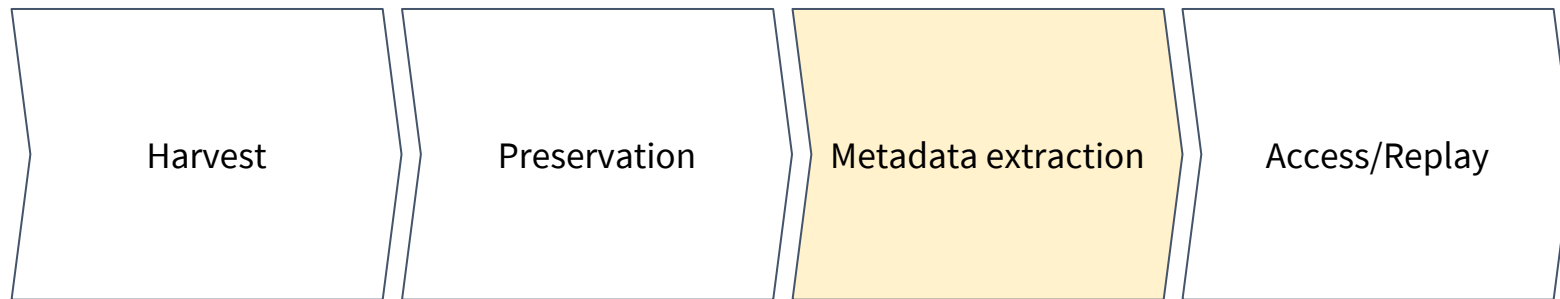 Harvest
Preservation
Metadata extraction
Access/Replay